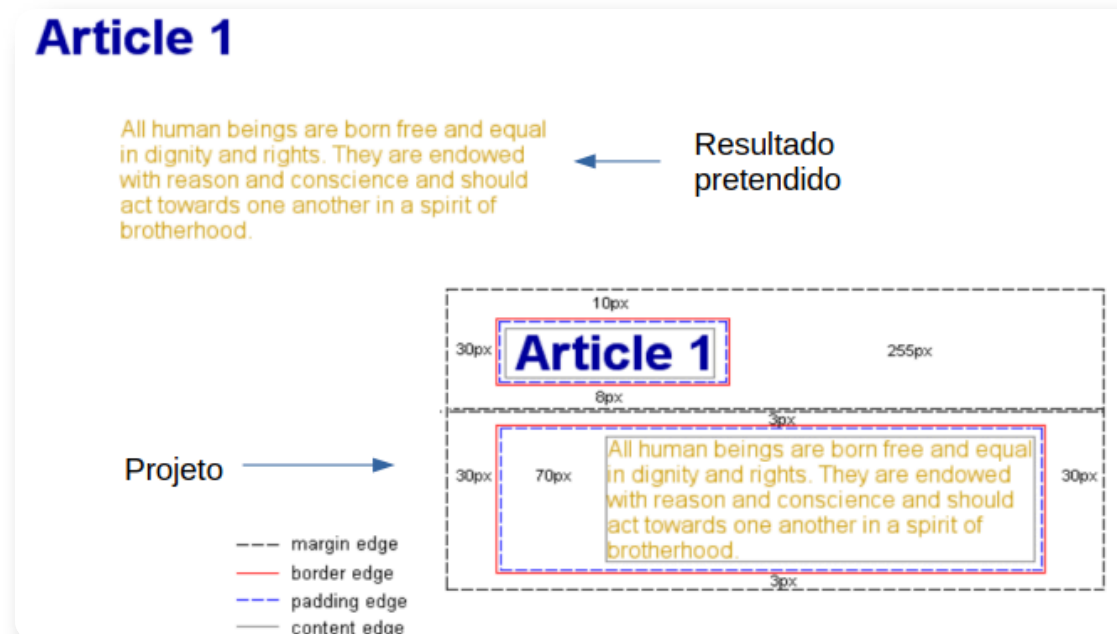 Article 1
All human beings are born free and equal
in dignity and rights. They are endowed
with reason and conscience and should
act towards one another in a spirit of
brotherhood.
Resultado
pretendido
10px
30px
Article 1
255px
8px
3px
Projeto
30px
70px
All human beings are born free and equal
in dignity and rights. They are endowed
with reason and conscience and should
act towards one another in a spirit of
brotherhood.
30px
3px
margin edge
border edge
padding edge
content edge